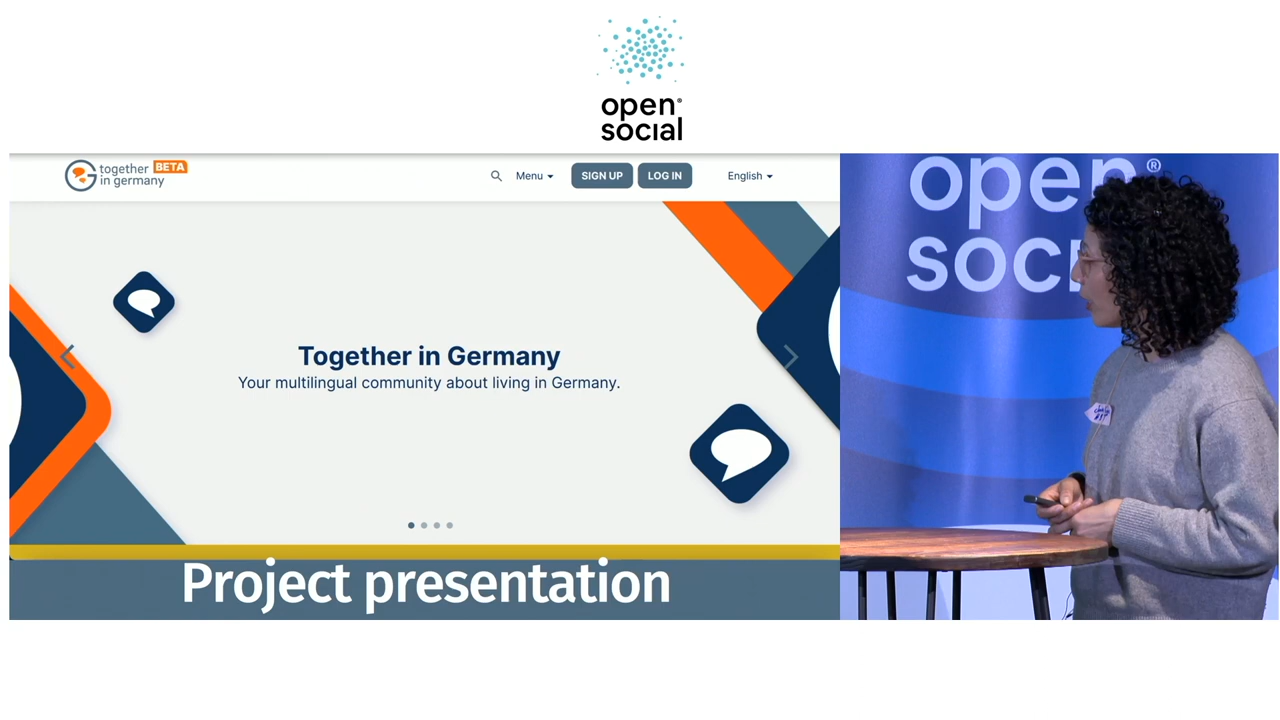 open®
social
together BETA
in germany
Menu
SIGN UP
LOG IN
English
Together in Germany
Your multilingual community about living in Germany.
Project presentation
open®
soci